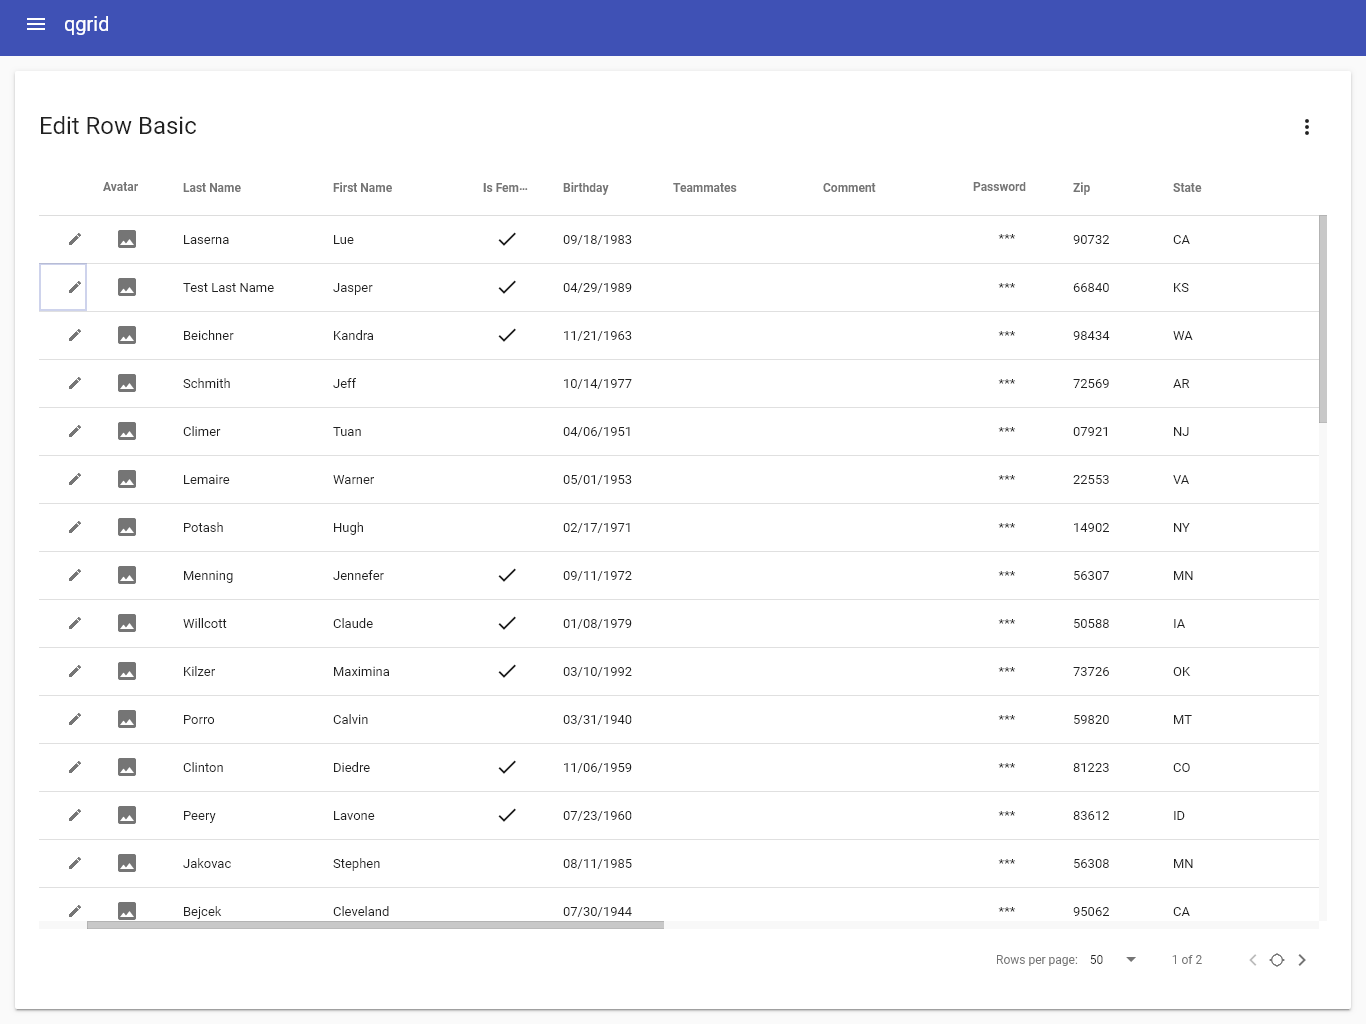 qgrid
Edit Row Basic
Avatar Last Name First Name Is Fem... Birthday Teammates Comment Password Zip State
Laserna Lue 09/18/1983 *** 90732 CA
Test Last Name Jasper 04/29/1989 *** 66840 KS
Beichner Kandra 11/21/1963 *** 98434 WA
Schmith Jeff 10/14/1977 *** 72569 AR
Climer Tuan 04/06/1951 *** 07921 NJ
Lemaire Warner 05/01/1953 *** 22553 VA
Potash Hugh 02/17/1971 *** 14902 NY
Menning Jennefer 09/11/1972 *** 56307 MN
Willcott Claude 01/08/1979 *** 50588 IA
Kilzer Maximina 03/10/1992 *** 73726 OK
Porro Calvin 03/31/1940 *** 59820 MT
Clinton Diedre 11/06/1959 *** 81223 CO
Peery Lavone 07/23/1960 *** 83612 ID
Jakovac Stephen 08/11/1985 *** 56308 MN
Bejcek Cleveland 07/30/1944 *** 95062 CA
Rows per page: 50 1 of 2